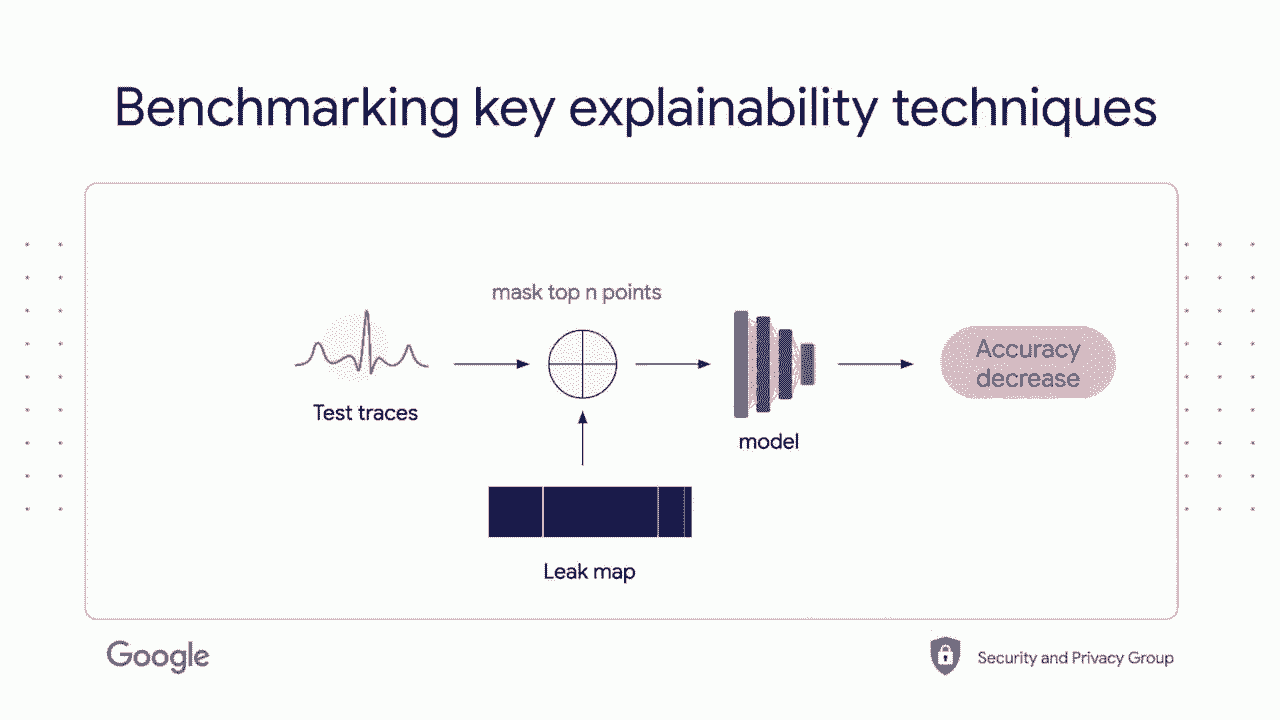 Benchmarking key explainability techniques
mask top n points
Test traces
model
Accuracy
decrease
Leak map
Google
Security and Privacy Group